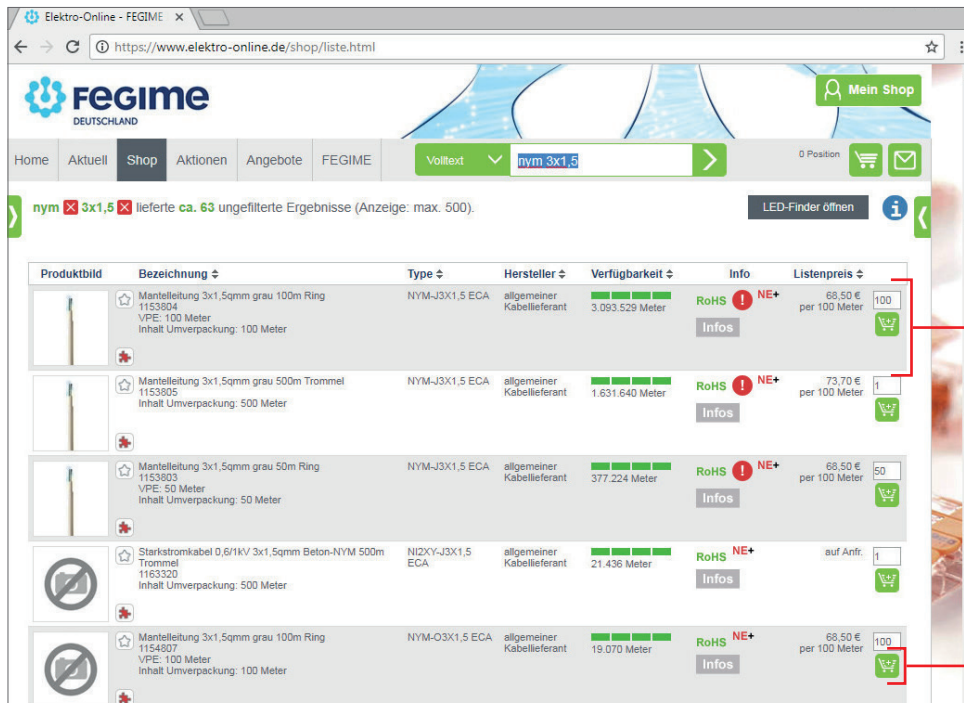 Elektro-Online - FEGIME
https://www.elektro-online.de/shop/liste.html
FEGIME
DEUTSCHLAND
Mein Shop
Home Aktuell Shop Aktionen Angebote FEGIME Volltext nym 3x1,5 0 Position
nym 3x1,5 lieferte ca. 63 ungefilterte Ergebnisse (Anzeige: max. 500). LED-Finder öffnen
Produktbild Bezeichnung Type Hersteller Verfügbarkeit Info Listenpreis
Mantelleitung 3x1,5qmm grau 100m Ring
1153804
VPE: 100 Meter
Inhalt Umverpackung: 100 Meter
NYM-J3X1,5 ECA
allgemeiner
Kabellieferant
3.093.529 Meter
RoHS ! NE+
Infos
68,50 €
per 100 Meter
100
Mantelleitung 3x1,5qmm grau 500m Trommel
1153805
Inhalt Umverpackung: 500 Meter
NYM-J3X1,5 ECA
allgemeiner
Kabellieferant
1.631.640 Meter
RoHS ! NE+
Infos
73,70 €
per 100 Meter
1
Mantelleitung 3x1,5qmm grau 50m Ring
1153803
VPE: 50 Meter
Inhalt Umverpackung: 50 Meter
NYM-J3X1,5 ECA
allgemeiner
Kabellieferant
377.224 Meter
RoHS ! NE+
Infos
68,50 €
per 100 Meter
50
Starkstromkabel 0,6/1kV 3x1,5qmm Beton-NYM 500m
Trommel
1163320
Inhalt Umverpackung: 500 Meter
NI2XY-J3X1,5
ECA
allgemeiner
Kabellieferant
21.436 Meter
RoHS NE+
Infos
auf Anfr.
1
Mantelleitung 3x1,5qmm grau 100m Ring
1154807
VPE: 100 Meter
Inhalt Umverpackung: 100 Meter
NYM-O3X1,5 ECA
allgemeiner
Kabellieferant
19.070 Meter
RoHS NE+
Infos
68,50 €
per 100 Meter
100